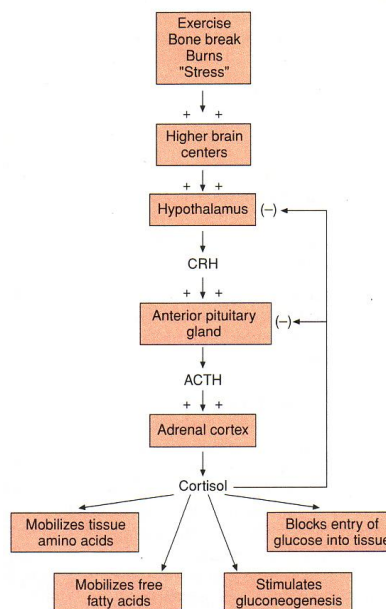 Exercise
Bone break
Burns
"Stress"
+ +
Higher brain
centers
+ +
Hypothalamus (–)
CRH
+ +
Anterior pituitary (–)
gland
ACTH
+ +
Adrenal cortex
Cortisol
Mobilizes tissue
amino acids
Blocks entry of
glucose into tissue
Mobilizes free
fatty acids
Stimulates
gluconeogenesis